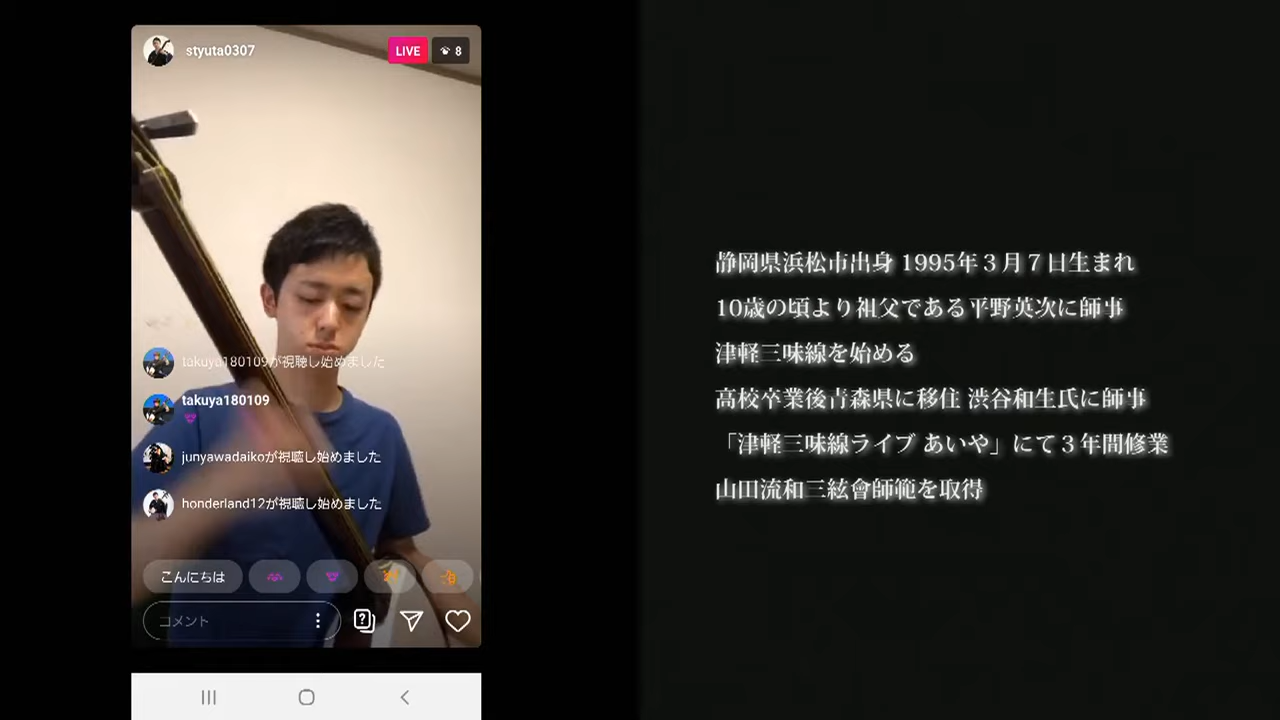 styuta0307
LIVE
8
takuya180109が視聴し始めました
takuya180109
junyawadaikoが視聴し始めました
honderland12が視聴し始めました
こんにちは
コメント
静岡県浜松市出身 1995年３月７日生まれ
10歳の頃より祖父である平野英次に師事
津軽三味線を始める
高校卒業後青森県に移住 渋谷和生氏に師事
「津軽三味線ライブ あいや」にて３年間修業
山田流和三絃會師範を取得